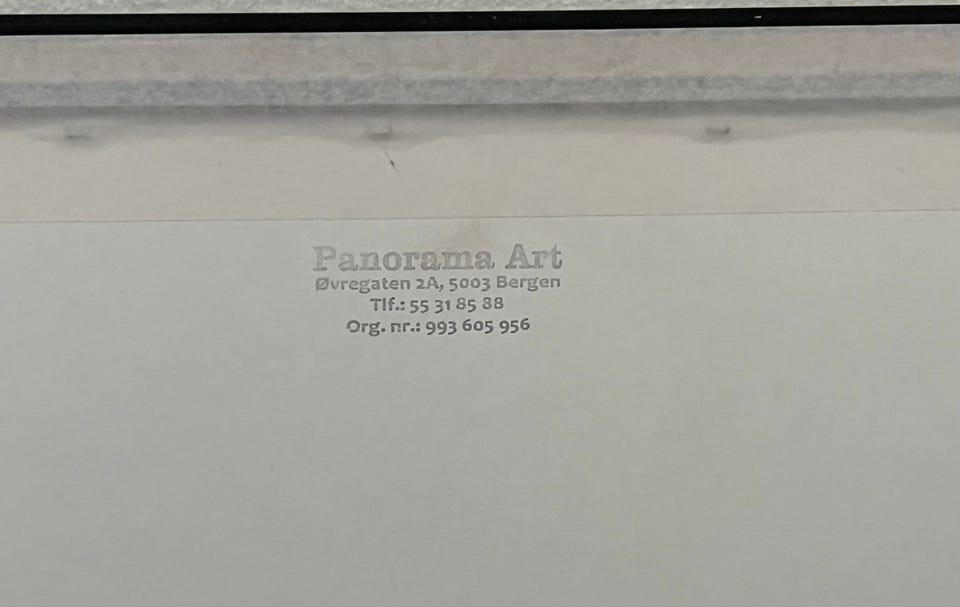 Panorama Art
Øvregaten 2A, 5003 Bergen
Tlf.: 55 31 85 88
Org. nr.: 993 605 956